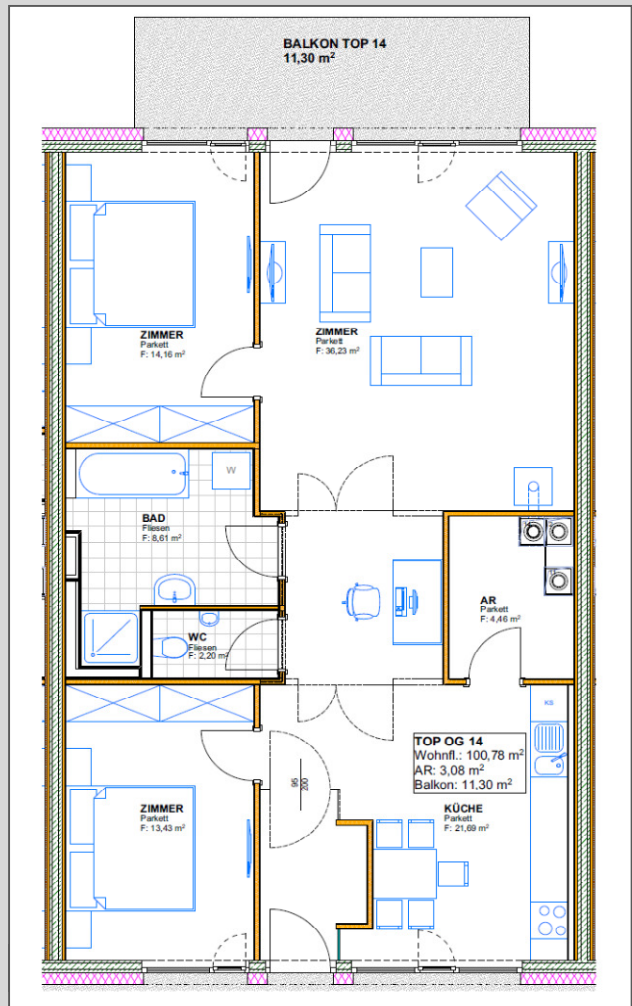 BALKON TOP 14
11,30 m²
ZIMMER
Parkett
F: 14,16 m²
ZIMMER
Parkett
F: 36,23 m²
W
BAD
Fliesen
F: 8,61 m²
AR
Parkett
F: 4,46 m²
WC
Fliesen
F: 2,20 m²
KS
TOP OG 14
Wohnfl.: 100,78 m²
AR: 3,08 m²
Balkon: 11,30 m²
95
200
ZIMMER
Parkett
F: 13,43 m²
KÜCHE
Parkett
F: 21,69 m²